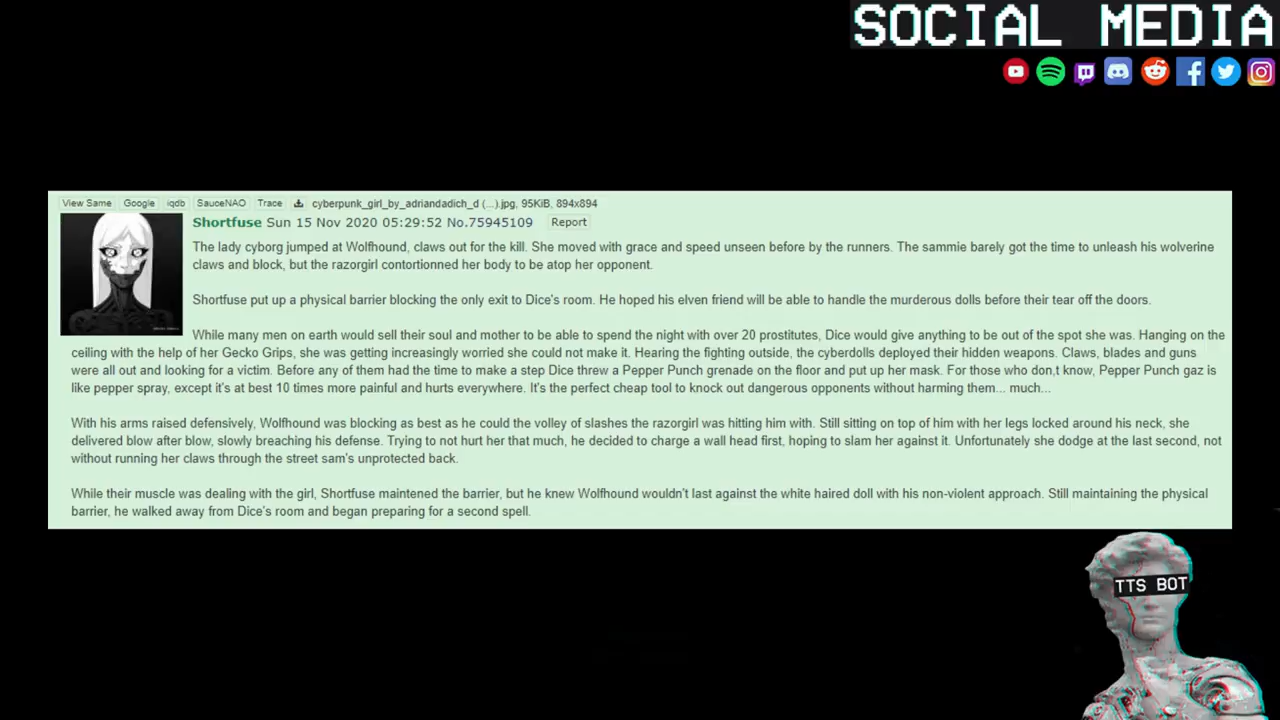 SOCIAL MEDIA
View Same Google iqdb SauceNAO Trace cyberpunk_girl_by_adriandadich_d (...).jpg, 95KiB, 894x894
Shortfuse Sun 15 Nov 2020 05:29:52 No.75945109 Report
The lady cyborg jumped at Wolfhound, claws out for the kill. She moved with grace and speed unseen before by the runners. The sammie barely got the time to unleash his wolverine
claws and block, but the razorgirl contortionned her body to be atop her opponent.
Shortfuse put up a physical barrier blocking the only exit to Dice's room. He hoped his elven friend will be able to handle the murderous dolls before their tear off the doors.
While many men on earth would sell their soul and mother to be able to spend the night with over 20 prostitutes, Dice would give anything to be out of the spot she was. Hanging on the
ceiling with the help of her Gecko Grips, she was getting increasingly worried she could not make it. Hearing the fighting outside, the cyberdolls deployed their hidden weapons. Claws, blades and guns
were all out and looking for a victim. Before any of them had the time to make a step Dice threw a Pepper Punch grenade on the floor and put up her mask. For those who don,t know, Pepper Punch gaz is
like pepper spray, except it's at best 10 times more painful and hurts everywhere. It's the perfect cheap tool to knock out dangerous opponents without harming them... much...
With his arms raised defensively, Wolfhound was blocking as best as he could the volley of slashes the razorgirl was hitting him with. Still sitting on top of him with her legs locked around his neck, she
delivered blow after blow, slowly breaching his defense. Trying to not hurt her that much, he decided to charge a wall head first, hoping to slam her against it. Unfortunately she dodge at the last second, not
without running her claws through the street sam's unprotected back.
While their muscle was dealing with the girl, Shortfuse maintened the barrier, but he knew Wolfhound wouldn't last against the white haired doll with his non-violent approach. Still maintaining the physical
barrier, he walked away from Dice's room and began preparing for a second spell.
TTS BOT